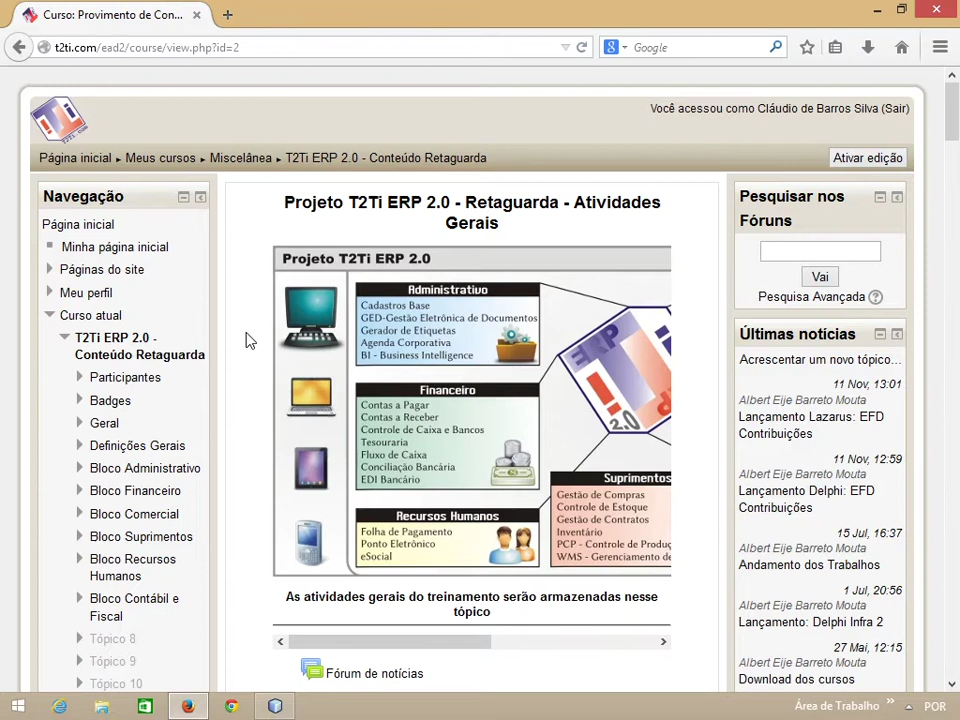 Curso: Provimento de Con...
t2ti.com/ead2/course/view.php?id=2
Google
T2Ti.com
Você acessou como Cláudio de Barros Silva (Sair)
Página inicial ▸ Meus cursos ▸ Miscelânea ▸ T2Ti ERP 2.0 - Conteúdo Retaguarda
Ativar edição
Navegação
Página inicial
Minha página inicial
Páginas do site
Meu perfil
Curso atual
T2Ti ERP 2.0 -
Conteúdo Retaguarda
Participantes
Badges
Geral
Definições Gerais
Bloco Administrativo
Bloco Financeiro
Bloco Comercial
Bloco Suprimentos
Bloco Recursos
Humanos
Bloco Contábil e
Fiscal
Tópico 8
Tópico 9
Tópico 10
Projeto T2Ti ERP 2.0 - Retaguarda - Atividades
Gerais
Projeto T2Ti ERP 2.0
Administrativo
Cadastros Base
GED-Gestão Eletrônica de Documentos
Gerador de Etiquetas
Agenda Corporativa
BI - Business Intelligence
Financeiro
Contas a Pagar
Contas a Receber
Controle de Caixa e Bancos
Tesouraria
Fluxo de Caixa
Conciliação Bancária
EDI Bancário
Recursos Humanos
Folha de Pagamento
Ponto Eletrônico
eSocial
ERP
2.0
Suprimentos
Gestão de Compras
Controle de Estoque
Gestão de Contratos
Inventário
PCP - Controle de Produ
WMS - Gerenciamento de
As atividades gerais do treinamento serão armazenadas nesse
tópico
Fórum de notícias
Pesquisar nos
Fóruns
Vai
Pesquisa Avançada
Últimas notícias
Acrescentar um novo tópico...
11 Nov, 13:01
Albert Eije Barreto Mouta
Lançamento Lazarus: EFD
Contribuições
11 Nov, 12:59
Albert Eije Barreto Mouta
Lançamento Delphi: EFD
Contribuições
15 Jul, 16:37
Albert Eije Barreto Mouta
Andamento dos Trabalhos
1 Jul, 20:56
Albert Eije Barreto Mouta
Lançamento: Delphi Infra 2
27 Mai, 12:15
Albert Eije Barreto Mouta
Download dos cursos
Área de Trabalho
POR